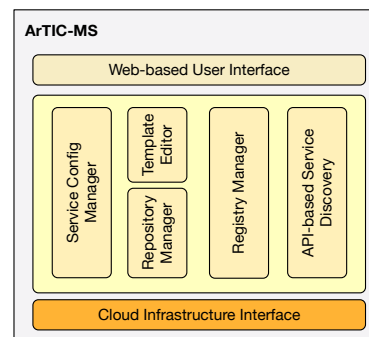 ArTIC-MS
Web-based User Interface
Service Config
Manager
Template
Editor
Repository
Manager
Registry Manager
API-based Service
Discovery
Cloud Infrastructure Interface